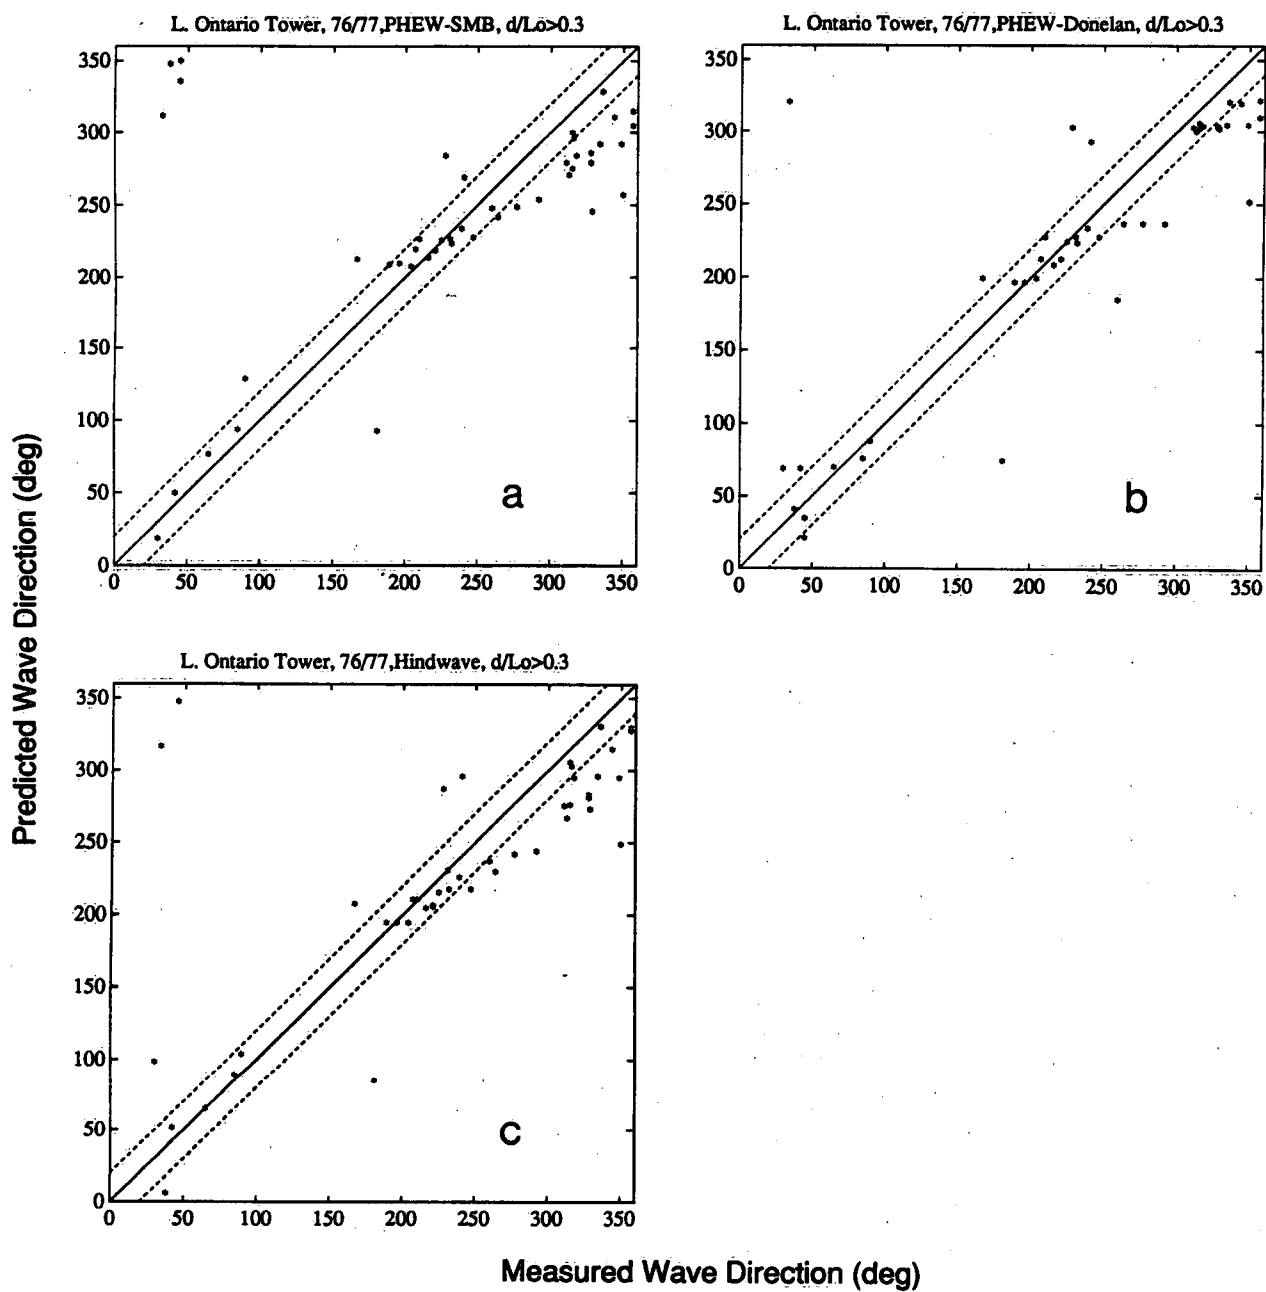 L. Ontario Tower, 76/77,PHEW-SMB, d/Lo>0.3
350
300
250
200
150
100
50
0
0 50 100 150 200 250 300 350
a
L. Ontario Tower, 76/77,PHEW-Donelan, d/Lo>0.3
350
300
250
200
150
100
50
0
0 50 100 150 200 250 300 350
b
L. Ontario Tower, 76/77,Hindwave, d/Lo>0.3
350
300
250
200
150
100
50
0
0 50 100 150 200 250 300 350
c
Predicted Wave Direction (deg)
Measured Wave Direction (deg)